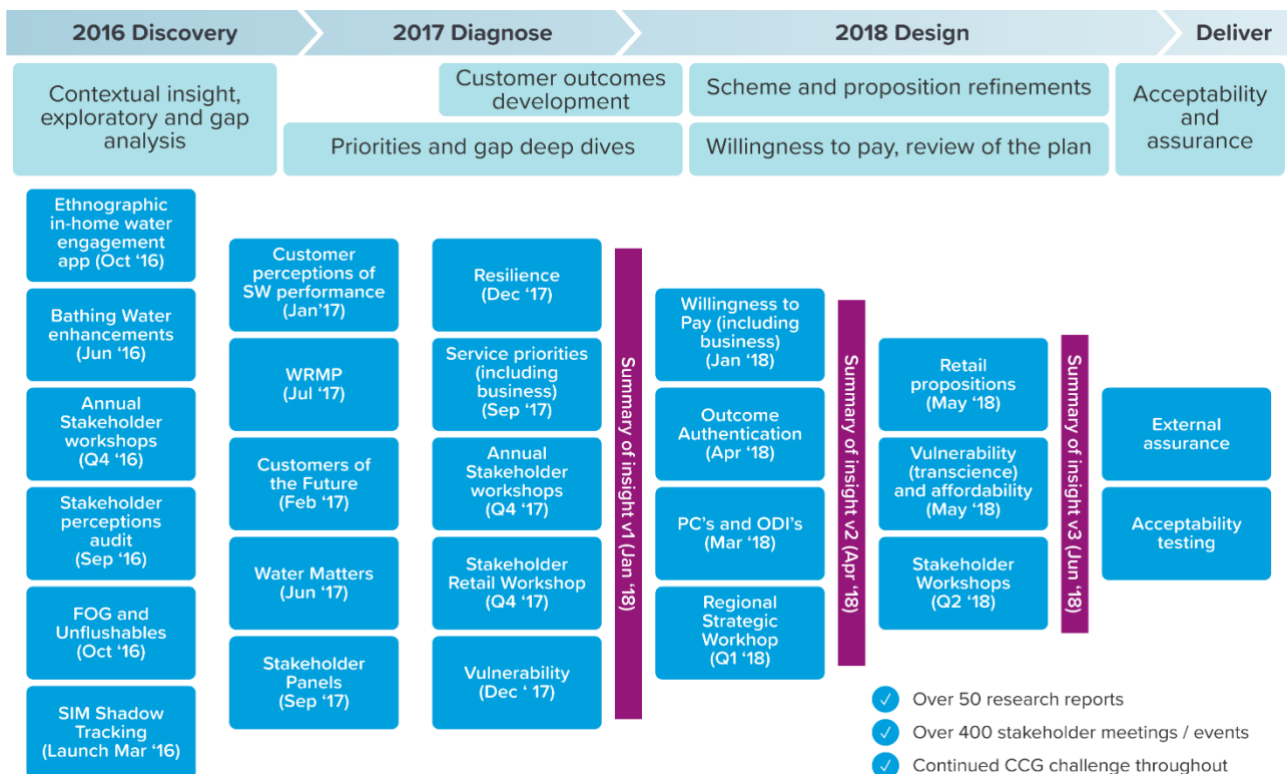 2016 Discovery
2017 Diagnose
2018 Design
Deliver
Contextual insight,
exploratory and gap
analysis
Customer outcomes
development
Priorities and gap deep dives
Scheme and proposition refinements
Willingness to pay, review of the plan
Acceptability
and
assurance
Ethnographic
in-home water
engagement
app (Oct ‘16)
Bathing Water
enhancements
(Jun ‘16)
Annual
Stakeholder
workshops
(Q4 ‘16)
Stakeholder
perceptions
audit
(Sep ‘16)
FOG and
Unflushables
(Oct ‘16)
SIM Shadow
Tracking
(Launch Mar ‘16)
Customer
perceptions of
SW performance
(Jan’17)
WRMP
(Jul ‘17)
Customers of
the Future
(Feb ‘17)
Water Matters
(Jun ‘17)
Stakeholder
Panels
(Sep ‘17)
Resilience
(Dec ‘17)
Service priorities
(including
business)
(Sep ‘17)
Annual
Stakeholder
workshops
(Q4 ‘17)
Stakeholder
Retail Workshop
(Q4 ‘17)
Vulnerability
(Dec ‘ 17)
Summary of insight v1 (Jan ‘18)
Willingness to
Pay (including
business)
(Jan ‘18)
Outcome
Authentication
(Apr ‘18)
PC’s and ODI’s
(Mar ‘18)
Regional
Strategic
Workhop
(Q1 ‘18)
Summary of insight v2 (Apr ‘18)
Retail
propositions
(May ‘18)
Vulnerability
(transcience)
and affordability
(May ‘18)
Stakeholder
Workshops
(Q2 ‘18)
Summary of insight v3 (Jun ‘18)
External
assurance
Acceptability
testing
Over 50 research reports
Over 400 stakeholder meetings / events
Continued CCG challenge throughout